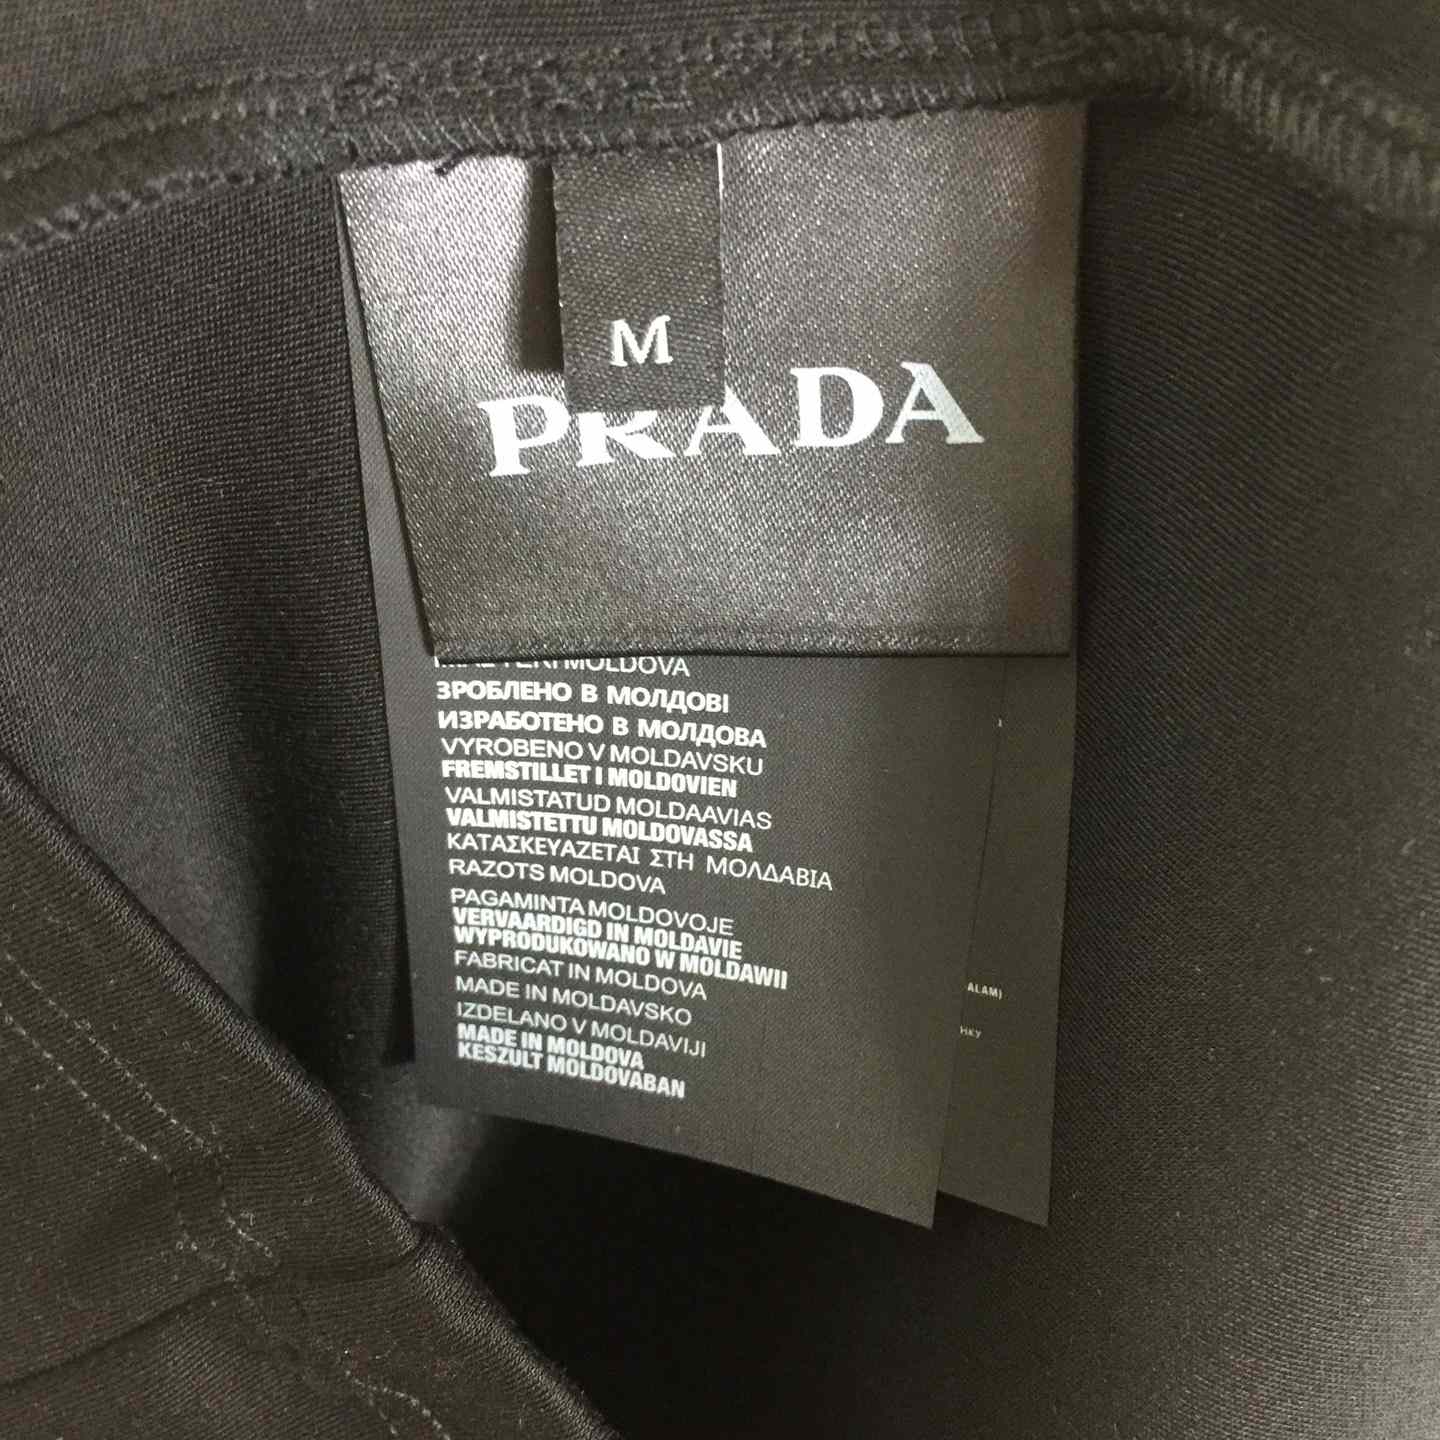 M
PRADA
MOLDOVA
ЗРОБЛЕНО В МОЛДОВІ
ИЗРАБОТЕНО В МОЛДОВА
VYROBENO V MOLDAVSKU
FREMSTILLET I MOLDOVIEN
VALMISTATUD MOLDAAVIAS
VALMISTETTU MOLDOVASSA
ΚΑΤΑΣΚΕΥΑΖΕΤΑΙ ΣΤΗ ΜΟΛΔΑΒΙΑ
RAZOTS MOLDOVA
PAGAMINTA MOLDOVOJE
VERVAARDIGD IN MOLDAVIE
WYPRODUKOWANO W MOLDAWII
FABRICAT IN MOLDOVA
MADE IN MOLDAVSKO
IZDELANO V MOLDAVIJI
MADE IN MOLDOVA
KESZULT MOLDOVABAN
ALAM)